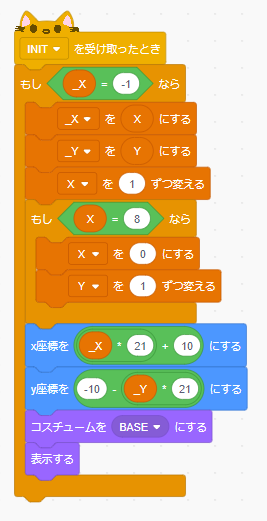 INIT を受け取ったとき
もし _X = -1 なら
_X を X にする
_Y を Y にする
X を 1 ずつ変える
もし X = 8 なら
X を 0 にする
Y を 1 ずつ変える
x座標を _X * 21 + 10 にする
y座標を -10 - _Y * 21 にする
コスチュームを BASE にする
表示する